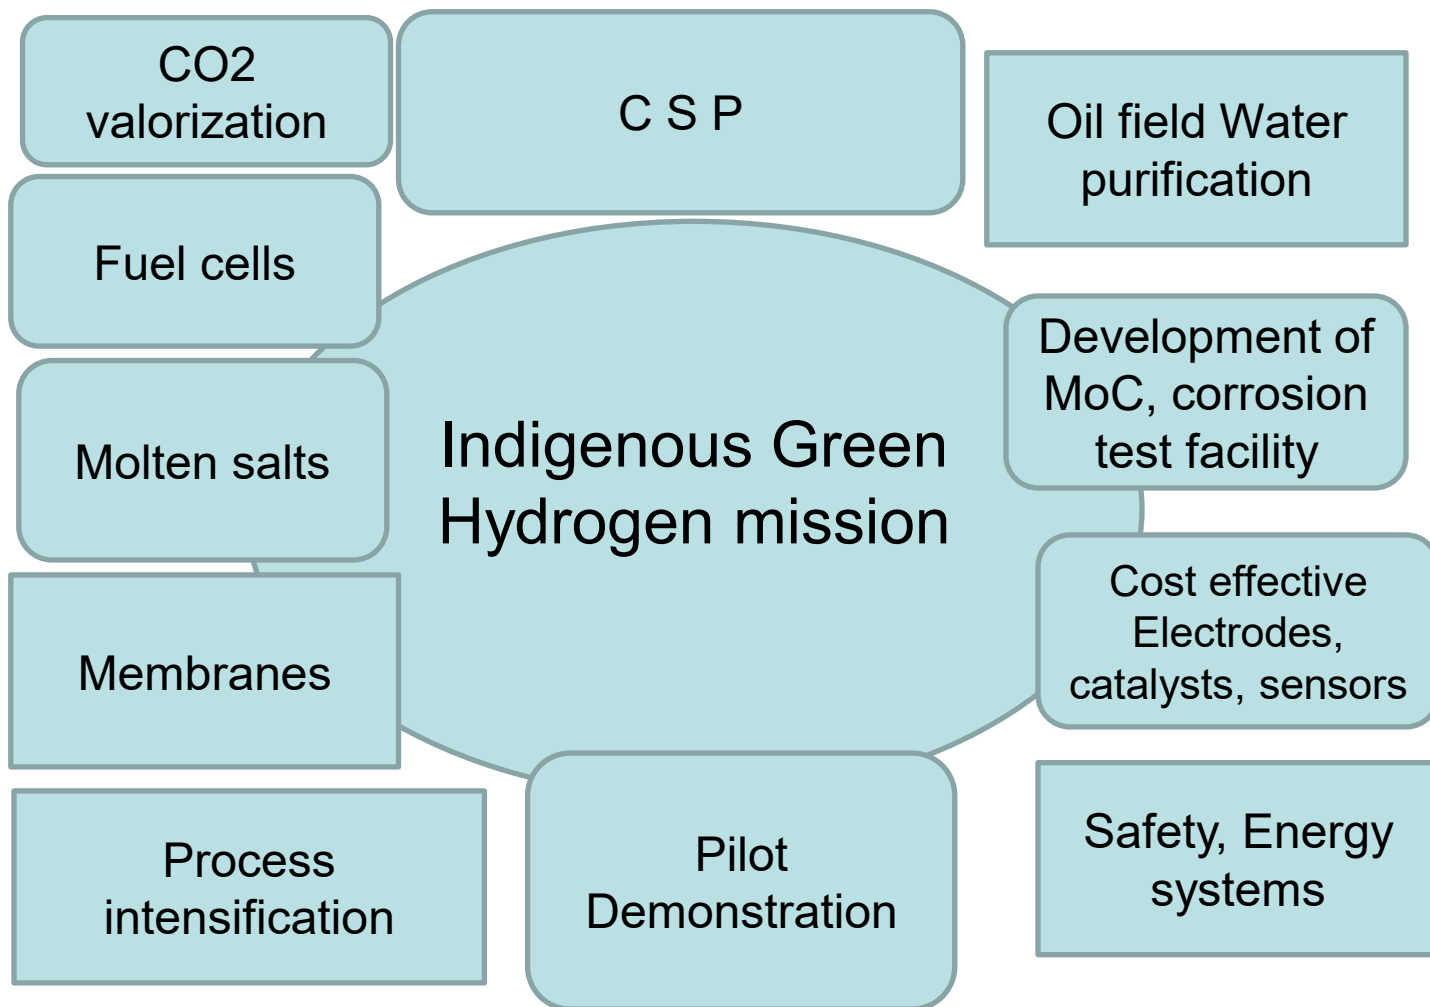 CO2
valorization
C S P
Oil field Water
purification
Fuel cells
Development of
MoC, corrosion
test facility
Molten salts
Indigenous Green
Hydrogen mission
Cost effective
Electrodes,
catalysts, sensors
Membranes
Process
intensification
Pilot
Demonstration
Safety, Energy
systems